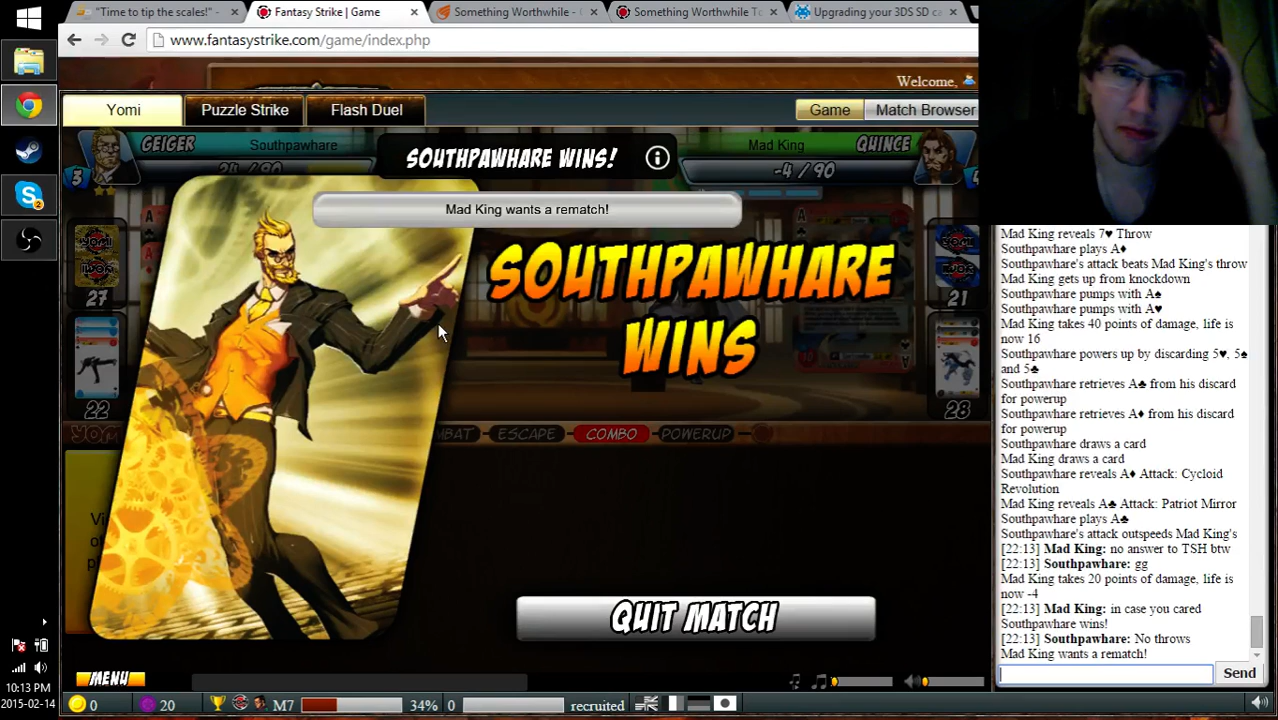 "Time to tip the scales!" -
Fantasy Strike | Game
Something Worthwhile -
Something Worthwhile To
Upgrading your 3DS SD ca
www.fantasystrike.com/game/index.php
Welcome,
Yomi
Puzzle Strike
Flash Duel
Game
Match Browser
GEIGER
Southpawhare
SOUTHPAWHARE WINS!
Mad King
QUINCE
3
24 / 90
-4 / 90
4
Mad King wants a rematch!
SOUTHPAWHARE
WINS
YOMI
27
21
22
28
ESCAPE
COMBO
POWERUP
Mad King reveals 7♥ Throw
Southpawhare plays A♦
Southpawhare's attack beats Mad King's throw
Mad King gets up from knockdown
Southpawhare pumps with A♠
Southpawhare pumps with A♥
Mad King takes 40 points of damage, life is
now 16
Southpawhare powers up by discarding 5♥, 5♠
and 5♣
Southpawhare retrieves A♣ from his discard
for powerup
Southpawhare retrieves A♦ from his discard
for powerup
Southpawhare draws a card
Mad King draws a card
Southpawhare reveals A♦ Attack: Cycloid
Revolution
Mad King reveals A♣ Attack: Patriot Mirror
Southpawhare plays A♣
Southpawhare's attack outspeeds Mad King's
[22:13] Mad King: no answer to TSH btw
[22:13] Southpawhare: gg
Mad King takes 20 points of damage, life is
now -4
[22:13] Mad King: in case you cared
Southpawhare wins!
[22:13] Southpawhare: No throws
Mad King wants a rematch!
QUIT MATCH
Send
MENU
0
20
M7
34%
0
recruited
10:13 PM
2015-02-14